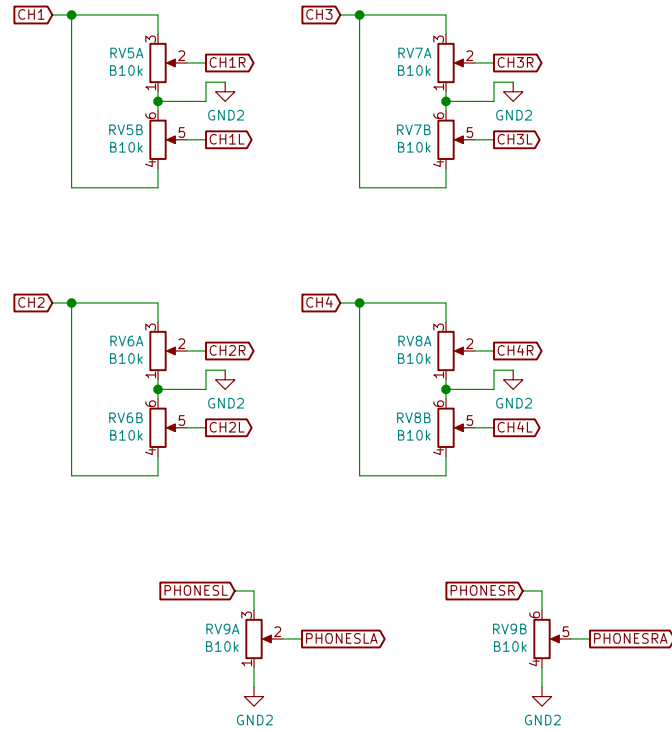 CH1
3
RV5A
B10k
2
CH1R
1
GND2
6
RV5B
B10k
5
CH1L
4
CH3
3
RV7A
B10k
2
CH3R
1
GND2
6
RV7B
B10k
5
CH3L
4
CH2
3
RV6A
B10k
2
CH2R
1
GND2
6
RV6B
B10k
5
CH2L
4
CH4
3
RV8A
B10k
2
CH4R
1
GND2
6
RV8B
B10k
5
CH4L
4
PHONESL
3
RV9A
B10k
2
PHONESLA
1
GND2
PHONESR
6
RV9B
B10k
5
PHONESRA
4
GND2